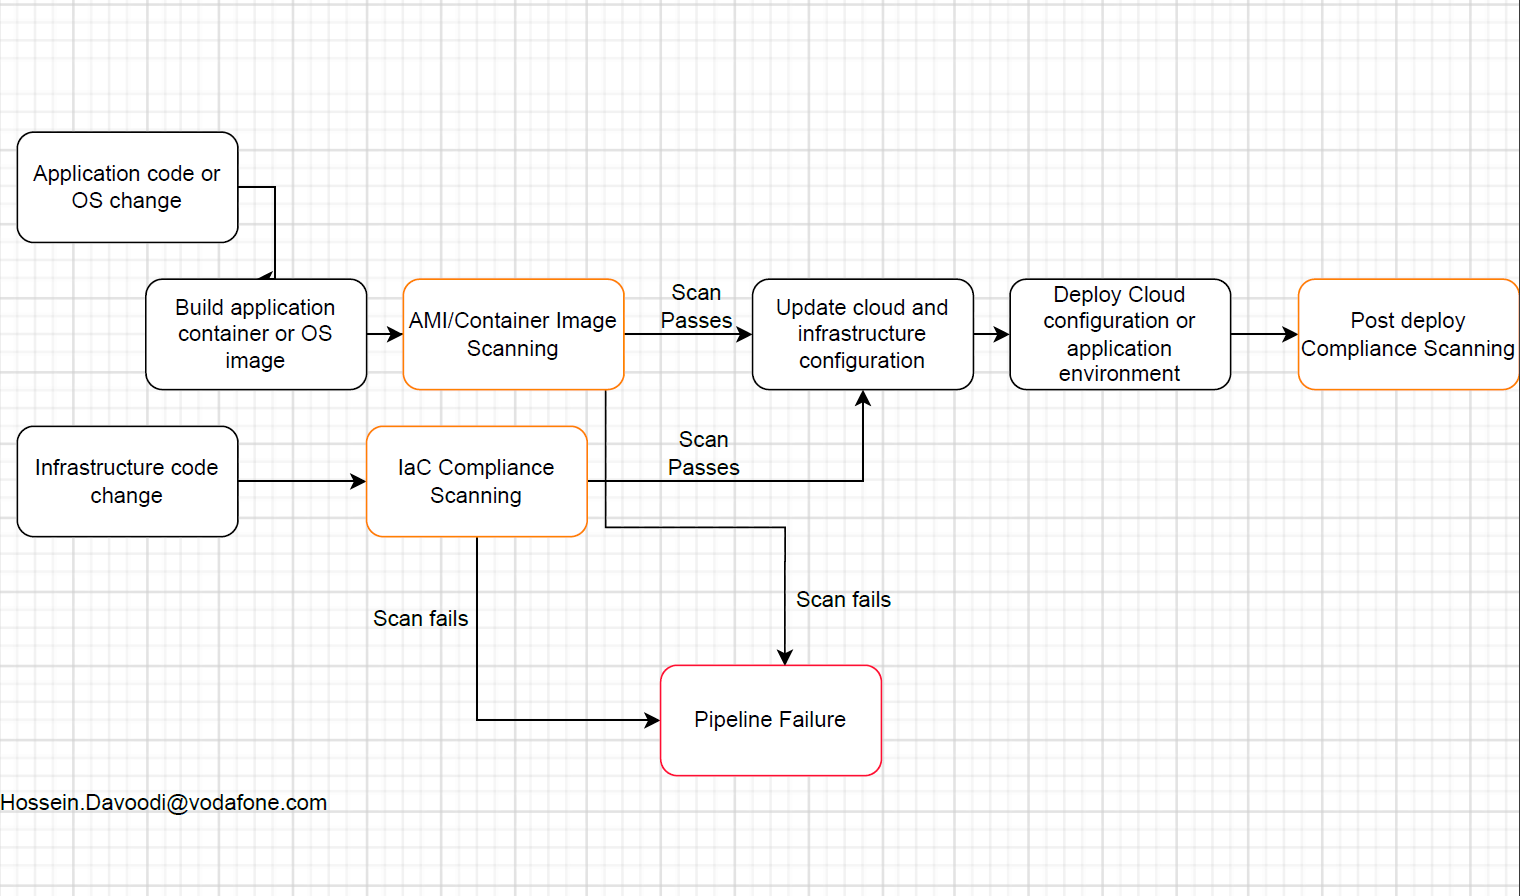 Application code or
OS change
Build application
container or OS
image
AMI/Container Image
Scanning
Scan
Passes
Update cloud and
infrastructure
configuration
Deploy Cloud
configuration or
application
environment
Post deploy
Compliance Scanning
Infrastructure code
change
IaC Compliance
Scanning
Scan
Passes
Scan fails
Scan fails
Pipeline Failure
Hossein.Davoodi@vodafone.com